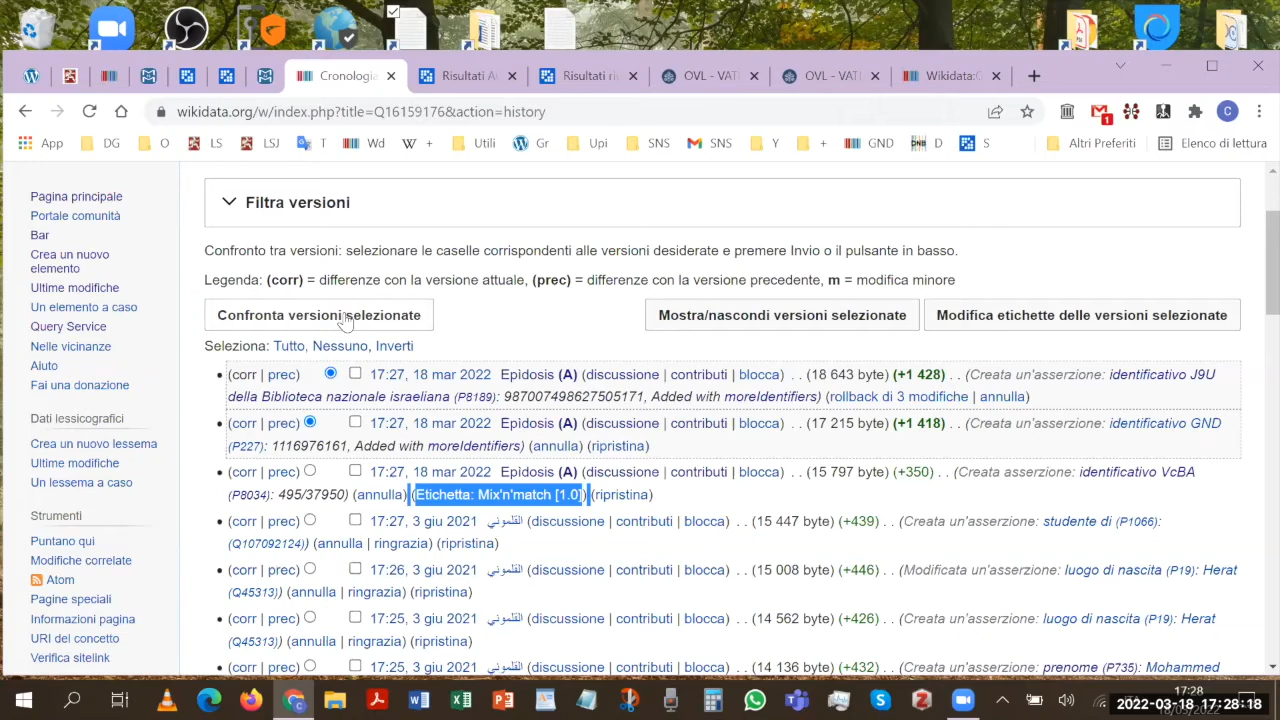 Cronologia
Risultati A
Risultati ri
OVL - VATI
OVL - VATI
Wikidata:
wikidata.org/w/index.php?title=Q16159176&action=history
1
C
App
DG
O
LS
LSJ
T
Wd
+
Utili
Gr
Upi
SNS
SNS
Y
+
GND
D
S
Altri Preferiti
Elenco di lettura
Pagina principale
Portale comunità
Bar
Crea un nuovo
elemento
Ultime modifiche
Un elemento a caso
Query Service
Nelle vicinanze
Aiuto
Fai una donazione
Dati lessicografici
Crea un nuovo lessema
Ultime modifiche
Un lessema a caso
Strumenti
Puntano qui
Modifiche correlate
Atom
Pagine speciali
Informazioni pagina
URI del concetto
Verifica sitelink
Filtra versioni
Confronto tra versioni: selezionare le caselle corrispondenti alle versioni desiderate e premere Invio o il pulsante in basso.
Legenda: (corr) = differenze con la versione attuale, (prec) = differenze con la versione precedente, m = modifica minore
Confronta versioni selezionate
Mostra/nascondi versioni selezionate
Modifica etichette delle versioni selezionate
Seleziona: Tutto, Nessuno, Inverti
(corr | prec) 17:27, 18 mar 2022 Epìdosis (A) (discussione | contributi | blocca) . . (18 643 byte) (+1 428) . . (Creata un'asserzione: identificativo J9U
della Biblioteca nazionale israeliana (P8189): 987007498627505171, Added with moreIdentifiers) (rollback di 3 modifiche | annulla)
(corr | prec) 17:27, 18 mar 2022 Epìdosis (A) (discussione | contributi | blocca) . . (17 215 byte) (+1 418) . . (Creata un'asserzione: identificativo GND
(P227): 1116976161, Added with moreIdentifiers) (annulla) (ripristina)
(corr | prec) 17:27, 18 mar 2022 Epìdosis (A) (discussione | contributi | blocca) . . (15 797 byte) (+350) . . (Creata asserzione: identificativo VcBA
(P8034): 495/37950) (annulla) (Etichetta: Mix'n'match [1.0]) (ripristina)
(corr | prec) 17:27, 3 giu 2021 القلموني (discussione | contributi | blocca) . . (15 447 byte) (+439) . . (Creata un'asserzione: studente di (P1066):
(Q107092124)) (annulla | ringrazia) (ripristina)
(corr | prec) 17:26, 3 giu 2021 القلموني (discussione | contributi | blocca) . . (15 008 byte) (+446) . . (Modificata un'asserzione: luogo di nascita (P19): Herat
(Q45313)) (annulla | ringrazia) (ripristina)
(corr | prec) 17:25, 3 giu 2021 القلموني (discussione | contributi | blocca) . . (14 562 byte) (+426) . . (Creata un'asserzione: luogo di nascita (P19): Herat
(Q45313)) (annulla | ringrazia) (ripristina)
(corr | prec) 17:25, 3 giu 2021 القلموني (discussione | contributi | blocca) . . (14 136 byte) (+432) . . (Creata un'asserzione: prenome (P735): Mohammed
17:28
2022-03-18 17:28:18